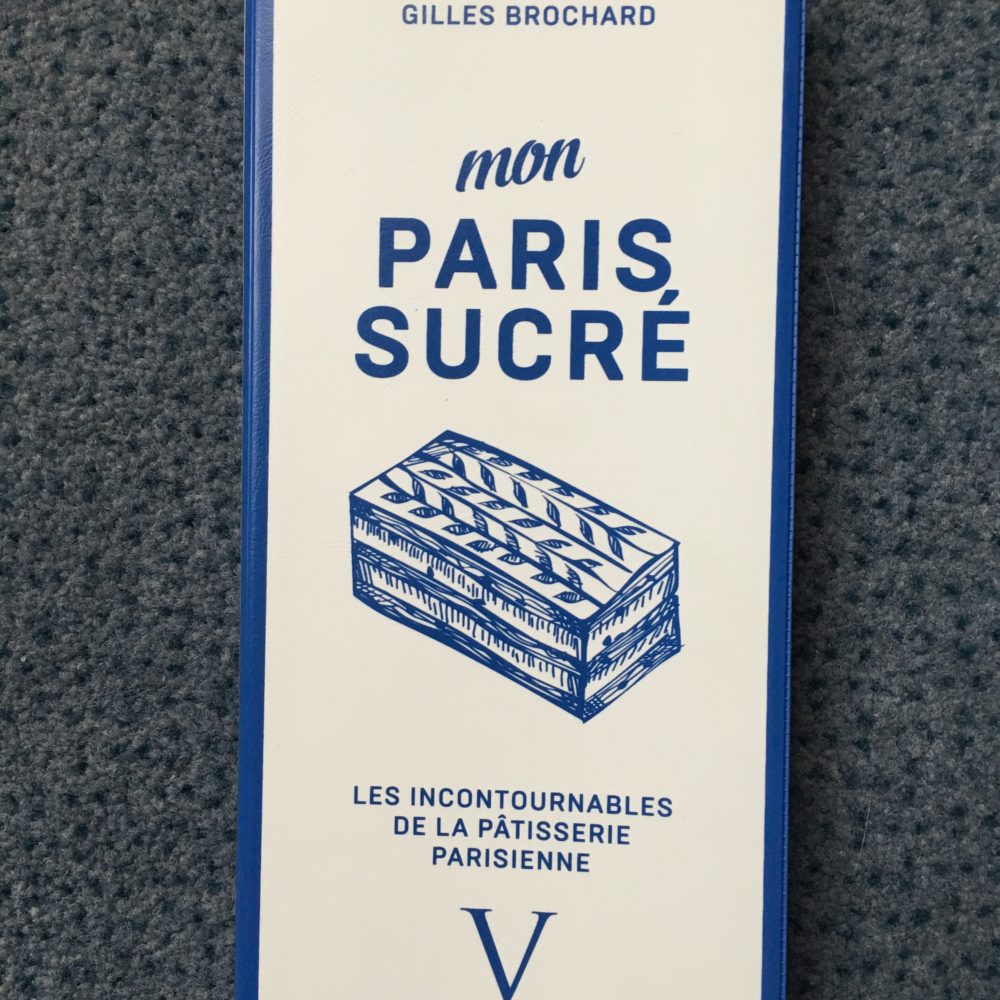 GILLES BROCHARD
mon
PARIS
SUCRÉ
LES INCONTOURNABLES
DE LA PÂTISSERIE
PARISIENNE
V